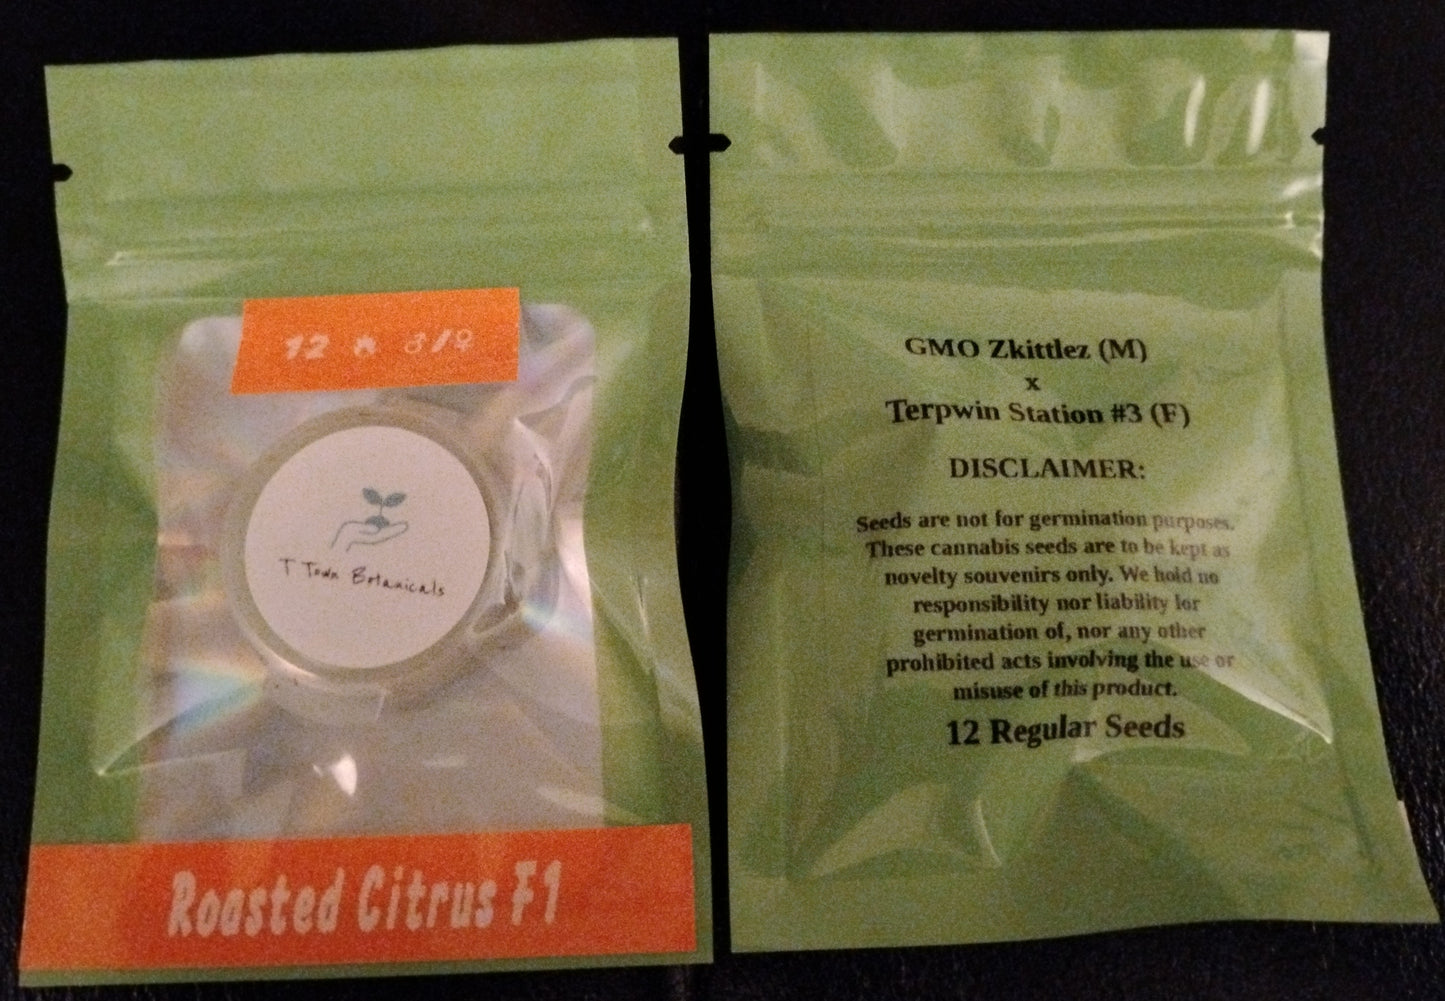 12 🔥 ♂/♀
T Town Botanicals
Roasted Citrus F1
GMO Zkittlez (M)
x
Terpwin Station #3 (F)
DISCLAIMER:
Seeds are not for germination purposes.
These cannabis seeds are to be kept as
novelty souvenirs only. We hold no
responsibility nor liability for
germination of, nor any other
prohibited acts involving the use or
misuse of this product.
12 Regular Seeds